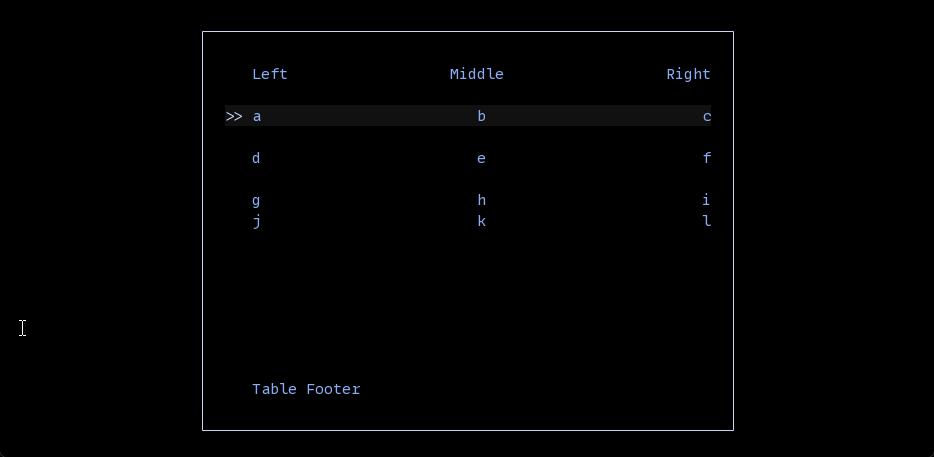 Left Middle Right
>> a b c
d e f
g h i
j k l
Table Footer